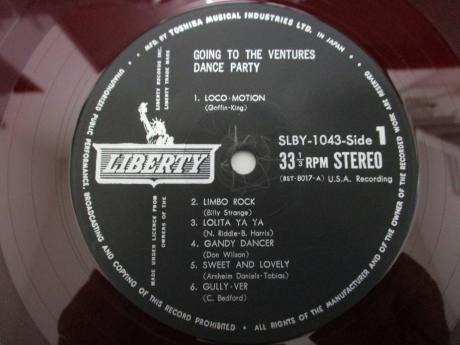 • MFG. BY TOSHIBA MUSICAL INDUSTRIES LTD. IN JAPAN •
GOING TO THE VENTURES
DANCE PARTY
LIBERTY RECORDS INC.
LIBERTY TRADE MARK
1. LOCO-MOTION
(Goffin-King)
SLBY-1043-Side 1
33 1/3 RPM STEREO
(BST-8017-A) U.S.A. Recording
LIBERTY
2. LIMBO ROCK
(Billy Strange)
3. LOLITA YA YA
(N. Riddle-B. Harris)
4. GANDY DANCER
(Don Wilson)
5. SWEET AND LOVELY
(Arnheim Daniels-Tobias)
6. GULLY-VER
(C. Bedford)
MADE UNDER LICENCE FROM
OWNERS OF THE
UNAUTHORIZED PUBLIC PERFORMANCE, BROADCASTING AND COPYING OF THIS RECORD PROHIBITED • ALL RIGHTS OF THE MANUFACTURER AND OF THE OWNER OF THE RECORDED WORK ARE RESERVED